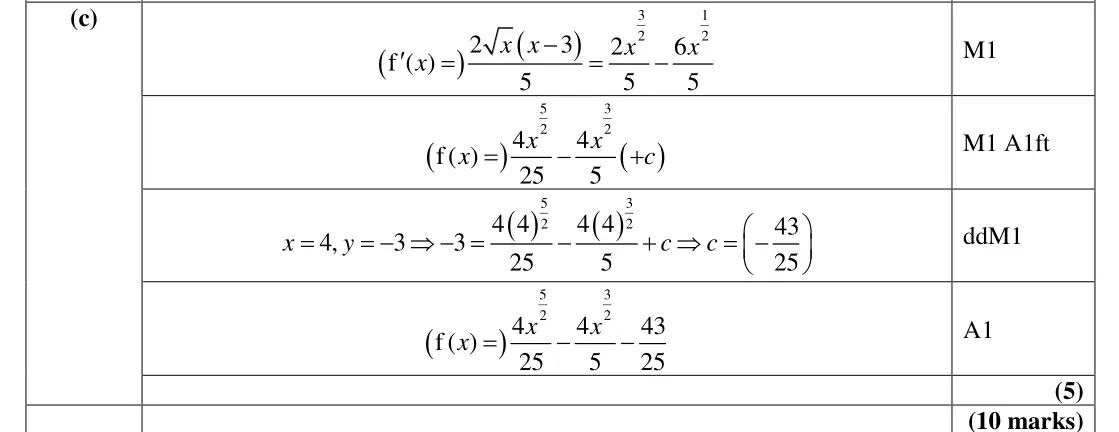 (c) (f′(x) =) 2√x(x−3)/5 = 2x^(3/2)/5 − 6x^(1/2)/5 M1
(f(x) =) 4x^(5/2)/25 − 4x^(3/2)/5 (+c) M1 A1ft
x = 4, y = −3 ⇒ −3 = 4(4)^(5/2)/25 − 4(4)^(3/2)/5 + c ⇒ c = (−43/25) ddM1
(f(x) =) 4x^(5/2)/25 − 4x^(3/2)/5 − 43/25 A1
(5)
(10 marks)